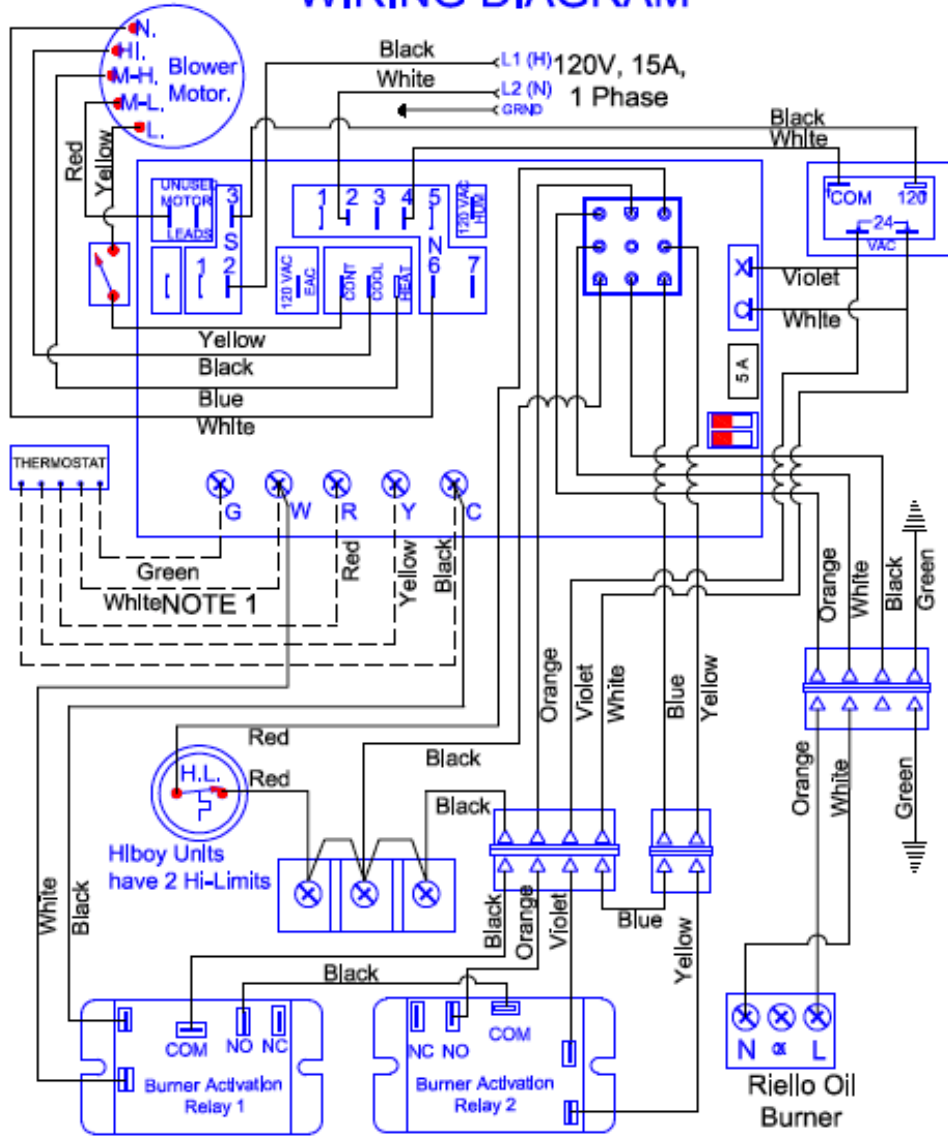 WIRING DIAGRAM
N.
HI.
M-H.
M-L.
L.
Blower
Motor.
Black
White
L1 (H)
L2 (N)
GRND
120V, 15A,
1 Phase
Black
White
Red
Yellow
UNUSED
MOTOR
LEADS
3
S
1
2
1
2
3
4
5
N
6
7
120 VAC
HUM
120 VAC
EAC
CONT
COOL
HEAT
COM
120
24
VAC
X
C
Violet
White
5 A
Yellow
Black
Blue
White
THERMOSTAT
G
W
R
Y
C
Green
White
NOTE 1
Red
Yellow
Black
Orange
White
Black
Green
Orange
Violet
White
Blue
Yellow
Red
Red
Black
Black
H.L.
Hiboy Units
have 2 Hi-Limits
White
Black
Orange
White
Green
Black
Orange
Violet
Blue
Yellow
Black
COM
NO
NC
Burner Activation
Relay 1
NC
NO
COM
Burner Activation
Relay 2
N
L
Riello Oil
Burner